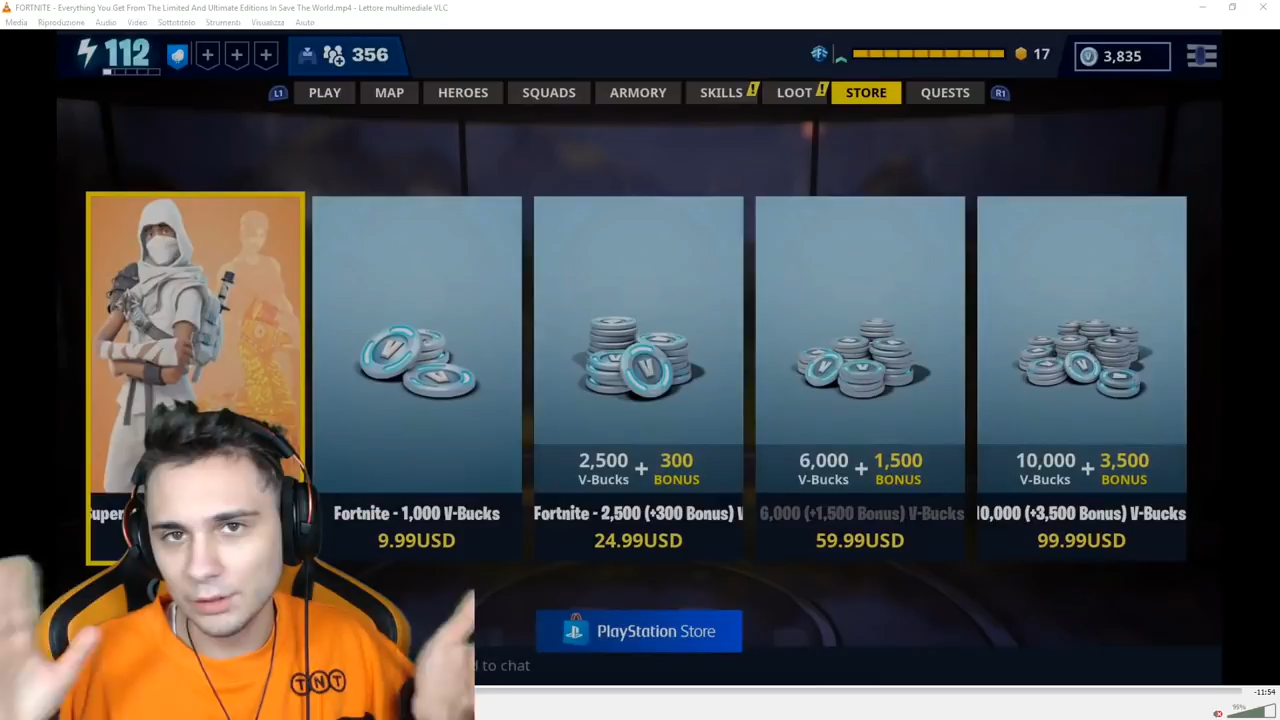 FORTNITE - Everything You Get From The Limited And Ultimate Editions In Save The World.mp4 - Lettore multimediale VLC
Media Riproduzione Audio Video Sottotitolo Strumenti Visualizza Aiuto
112 + + + 356 17 3,835
L1 PLAY MAP HEROES SQUADS ARMORY SKILLS! LOOT! STORE QUESTS R1
2,500 + 300 6,000 + 1,500 10,000 + 3,500
V-Bucks BONUS V-Bucks BONUS V-Bucks BONUS
Super Fortnite - 1,000 V-Bucks Fortnite - 2,500 (+300 Bonus) V 6,000 (+1,500 Bonus) V-Bucks 10,000 (+3,500 Bonus) V-Bucks
9.99USD 24.99USD 59.99USD 99.99USD
PlayStation Store
to chat
TNT
-11:54